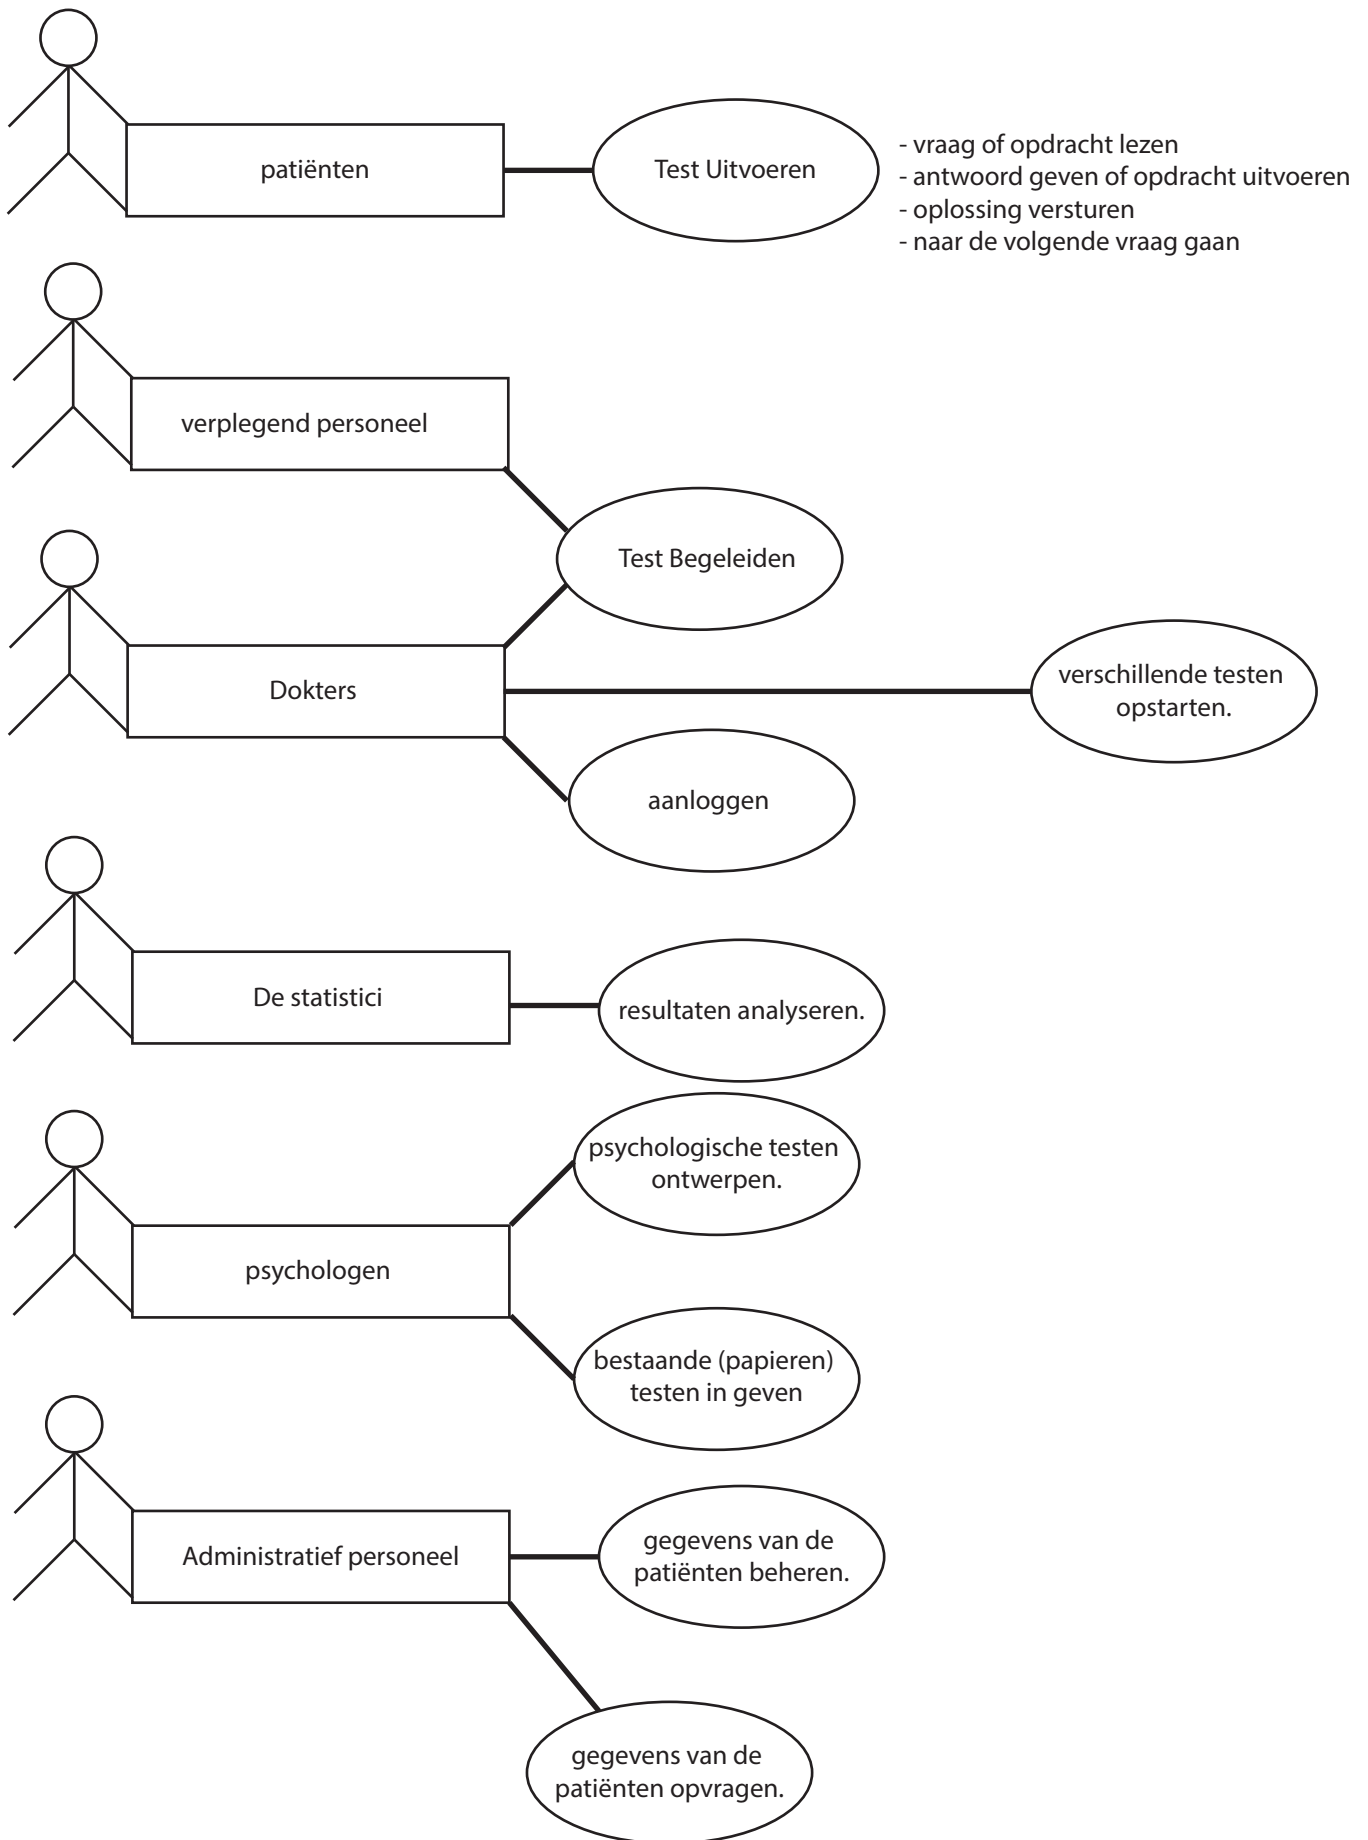 patiënten
Test Uitvoeren
- vraag of opdracht lezen
- antwoord geven of opdracht uitvoeren
- oplossing versturen
- naar de volgende vraag gaan
verplegend personeel
Test Begeleiden
Dokters
verschillende testen
opstarten.
aanloggen
De statistici
resultaten analyseren.
psychologische testen
ontwerpen.
psychologen
bestaande (papieren)
testen in geven
Administratief personeel
gegevens van de
patiënten beheren.
gegevens van de
patiënten opvragen.